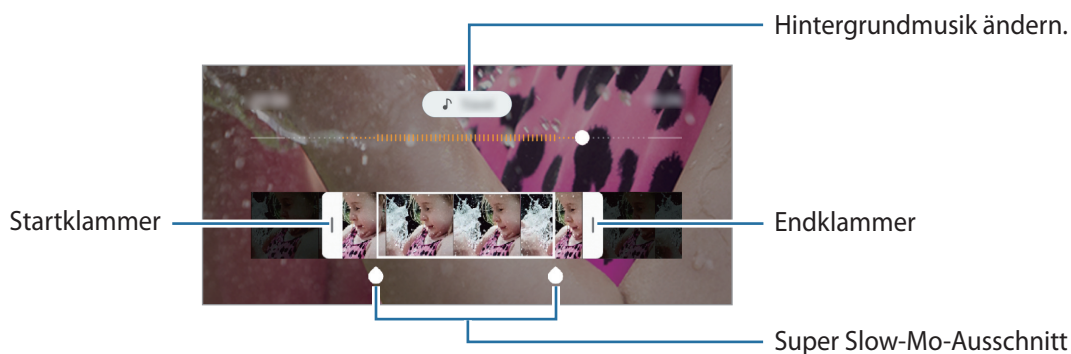 Hintergrundmusik ändern.
Startklammer
Endklammer
Super Slow-Mo-Ausschnitt